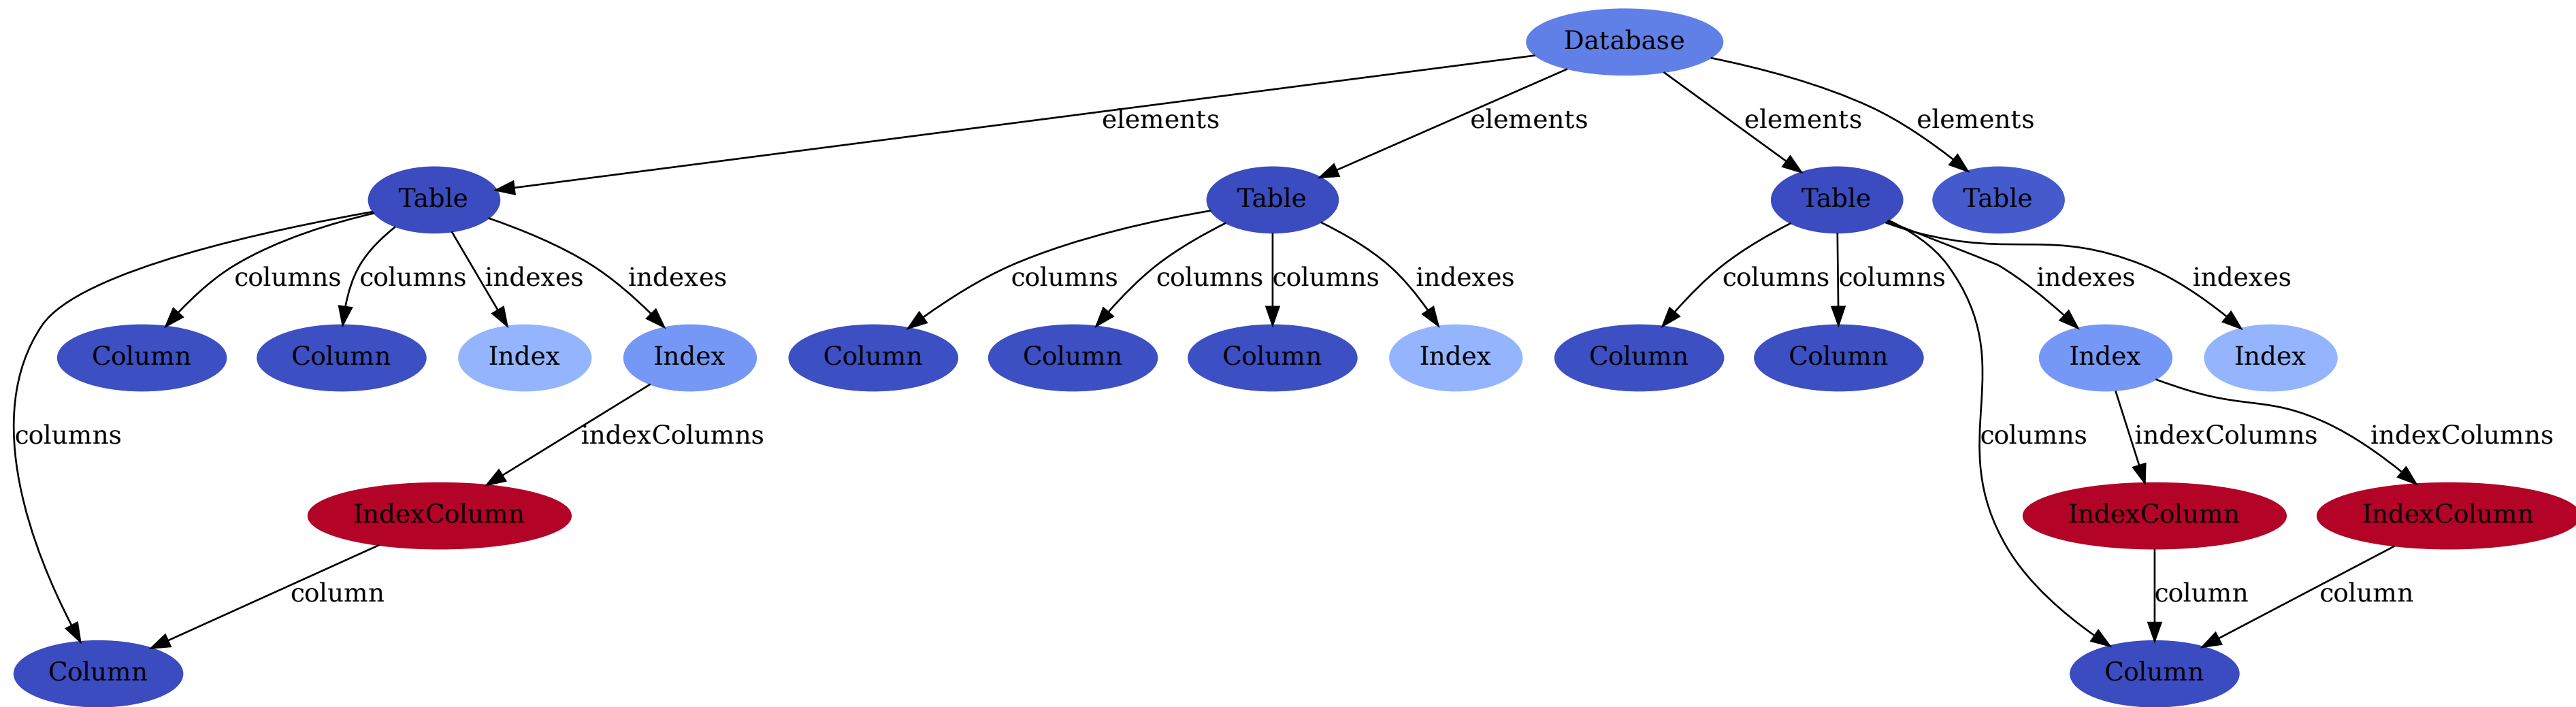 Database
elements
elements
elements
elements
Table
Table
Table
Table
columns
columns
indexes
indexes
columns
columns
columns
indexes
columns
columns
indexes
indexes
Column
Column
Index
Index
Column
Column
Column
Index
Column
Column
Index
Index
columns
indexColumns
columns
indexColumns
indexColumns
IndexColumn
IndexColumn
IndexColumn
column
column
column
Column
Column